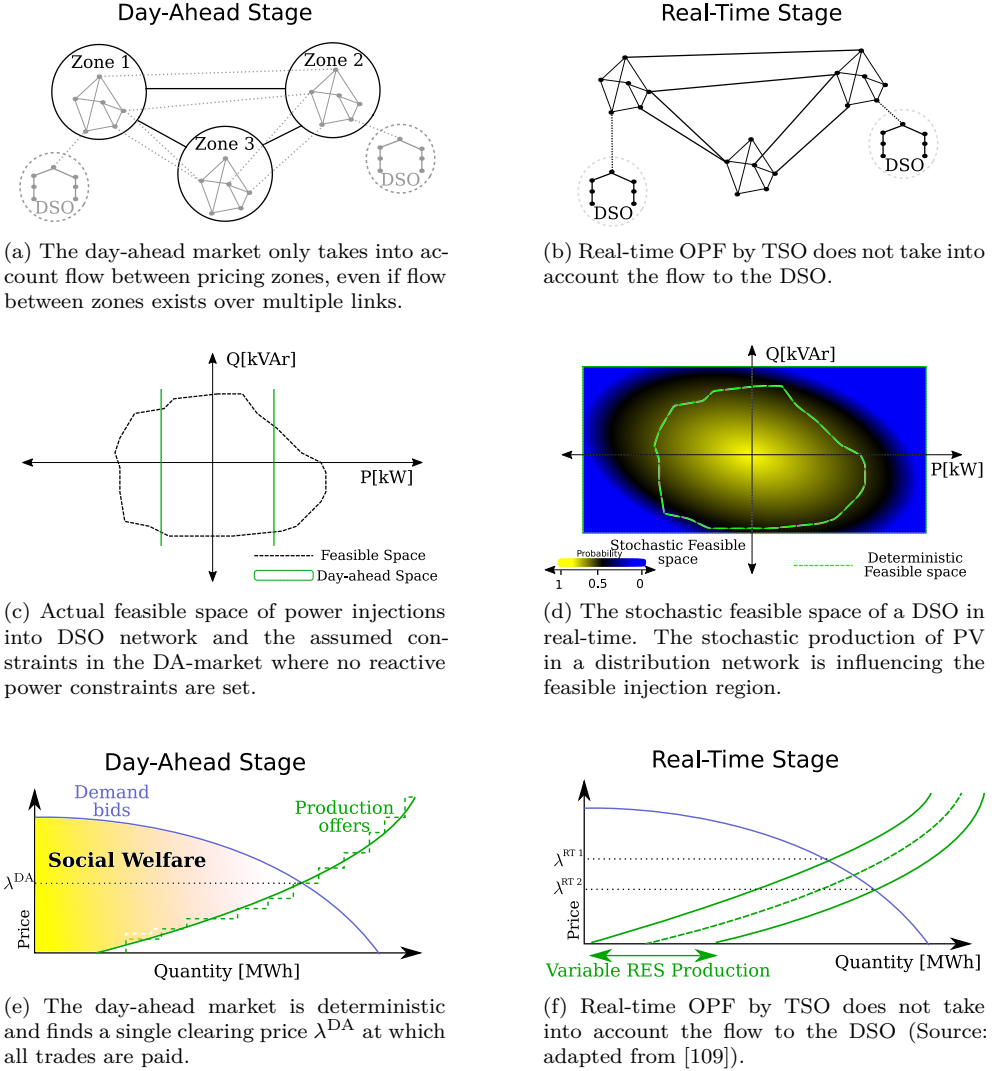 Day-Ahead Stage
Real-Time Stage
Zone 1
Zone 2
Zone 3
DSO
DSO
DSO
DSO
(a) The day-ahead market only takes into ac-
count flow between pricing zones, even if flow
between zones exists over multiple links.
(b) Real-time OPF by TSO does not take into
account the flow to the DSO.
Q[kVAr]
P[kW]
Feasible Space
Day-ahead Space
Q[kVAr]
P[kW]
Probability
1
0.5
0
Stochastic Feasible
space
Deterministic
Feasible space
(c) Actual feasible space of power injections
into DSO network and the assumed con-
straints in the DA-market where no reactive
power constraints are set.
(d) The stochastic feasible space of a DSO in
real-time. The stochastic production of PV
in a distribution network is influencing the
feasible injection region.
Day-Ahead Stage
Demand
bids
Production
offers
Social Welfare
λDA
Price
Quantity [MWh]
Real-Time Stage
λRT 1
λRT 2
Price
Quantity [MWh]
Variable RES Production
(e) The day-ahead market is deterministic
and finds a single clearing price λDA at which
all trades are paid.
(f) Real-time OPF by TSO does not take
into account the flow to the DSO (Source:
adapted from [109]).